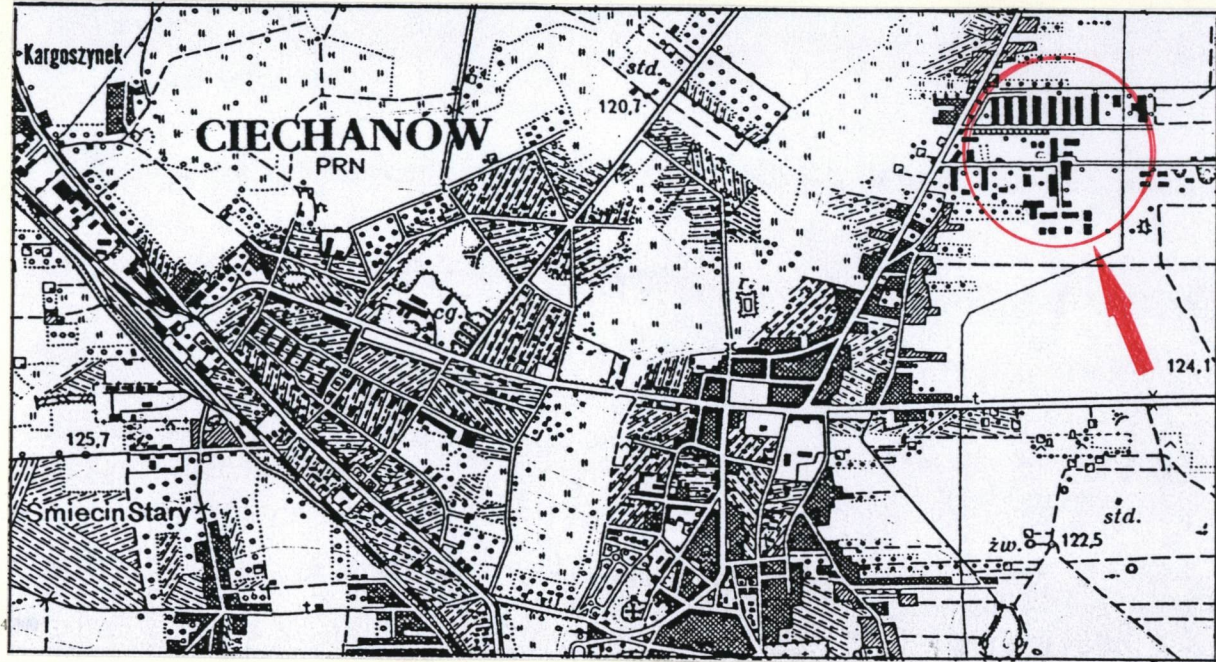 Kargoszynek
std.
120,7
CIECHANÓW
PRN
cg.
124,1
t
125,7
Śmiecin Stary
std.
żw.
122,5
t